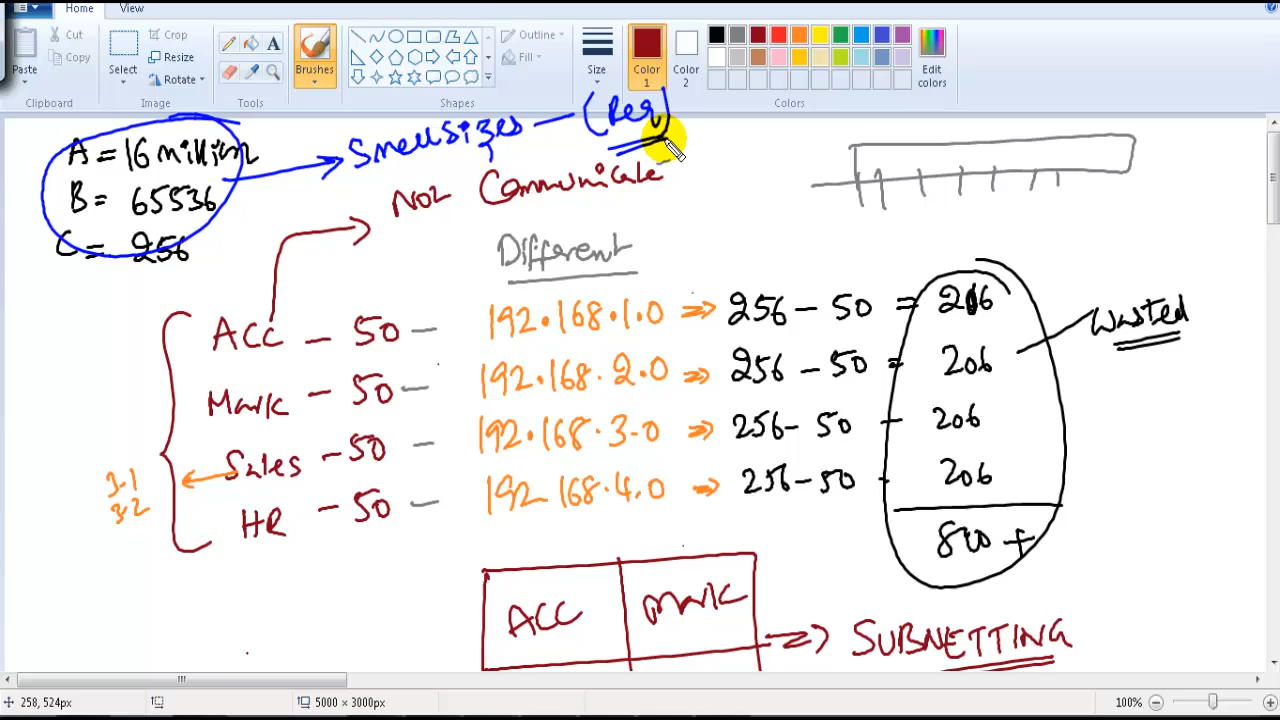 Home View
Cut
Copy
Paste
Clipboard
Select
Crop
Resize
Rotate
Image
Tools
Brushes
Shapes
Outline
Fill
Size
Color 1
Color 2
Edit colors
Colors
A = 16 million
B = 65536
C = 256
Small sizes — (Req)
Not Communicate
Different
ACC — 50 — 192.168.1.0 ⇒ 256 – 50 = 206
Mark – 50 — 192.168.2.0 ⇒ 256 – 50 = 206
Sales – 50 — 192.168.3.0 ⇒ 256 – 50 – 206
HR – 50 — 192 168.4.0 ⇒ 256 – 50 - 206
800 +
Wasted
3.1
3.2
ACC Mark
⇒ SUBNETTING
258, 524px
5000 × 3000px
100%